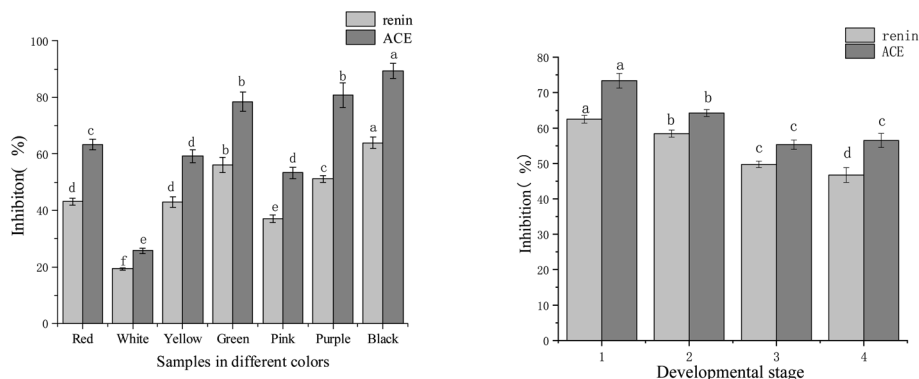 renin
ACE
100
80
60
40
20
0
Inhibiton( %)
d c
f e
d d
b b
e d
c b
a a
Red White Yellow Green Pink Purple Black
Samples in different colors
renin
ACE
80
70
60
50
40
30
20
10
0
Inhibition( %)
a a
b b
c c
d c
1 2 3 4
Developmental stage